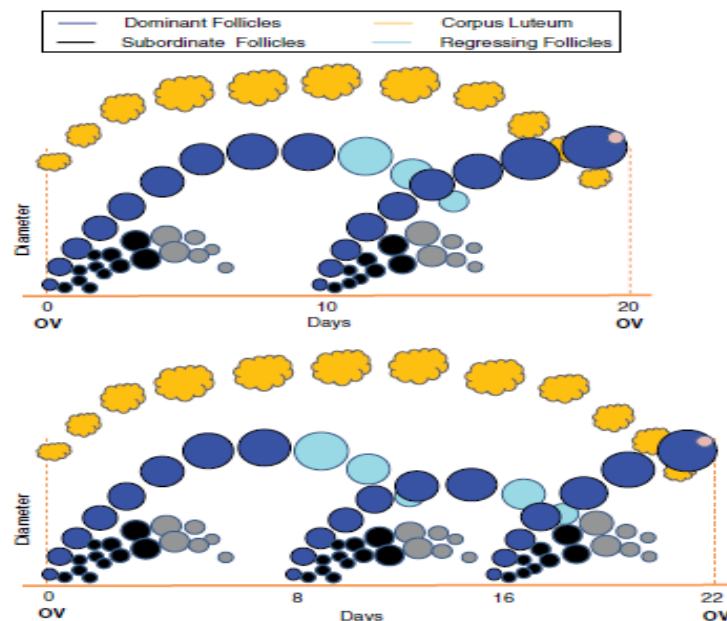 Dominant Follicles Corpus Luteum
Subordinate Follicles Regressing Follicles
Diameter
0 10 20
OV Days OV
Diameter
0 8 16 22
OV Days OV